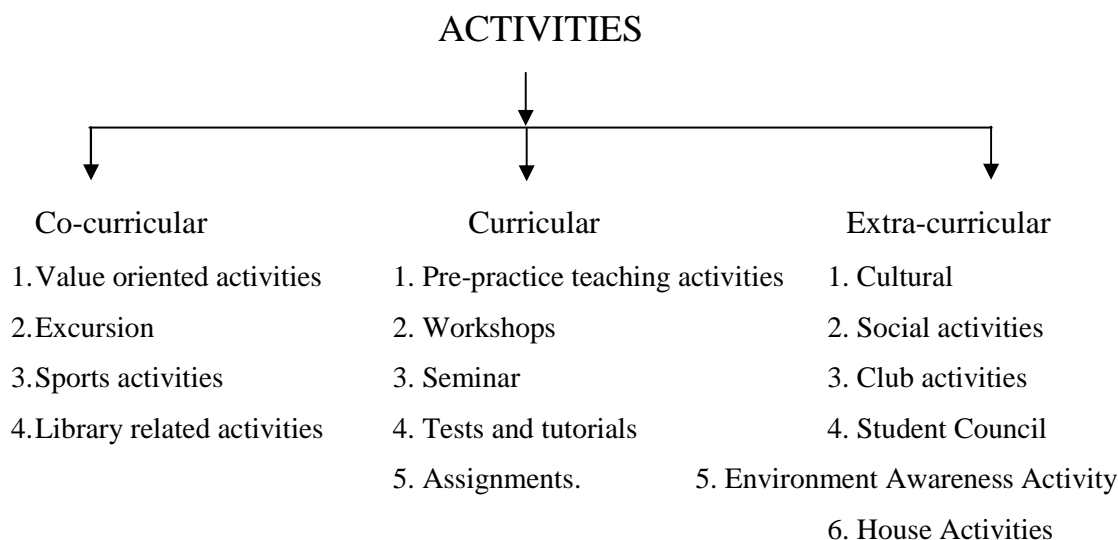 ACTIVITIES
Co-curricular
1. Value oriented activities
2. Excursion
3. Sports activities
4. Library related activities
Curricular
1. Pre-practice teaching activities
2. Workshops
3. Seminar
4. Tests and tutorials
5. Assignments.
Extra-curricular
1. Cultural
2. Social activities
3. Club activities
4. Student Council
5. Environment Awareness Activity
6. House Activities